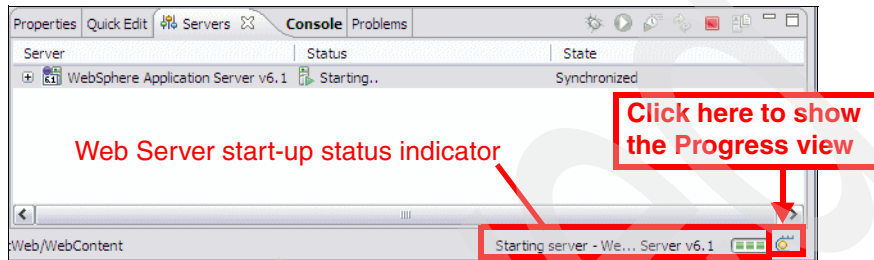 Properties Quick Edit Servers Console Problems
Server Status State
WebSphere Application Server v6.1 Starting.. Synchronized
Click here to show
the Progress view
Web Server start-up status indicator
:Web/WebContent Starting server - We... Server v6.1